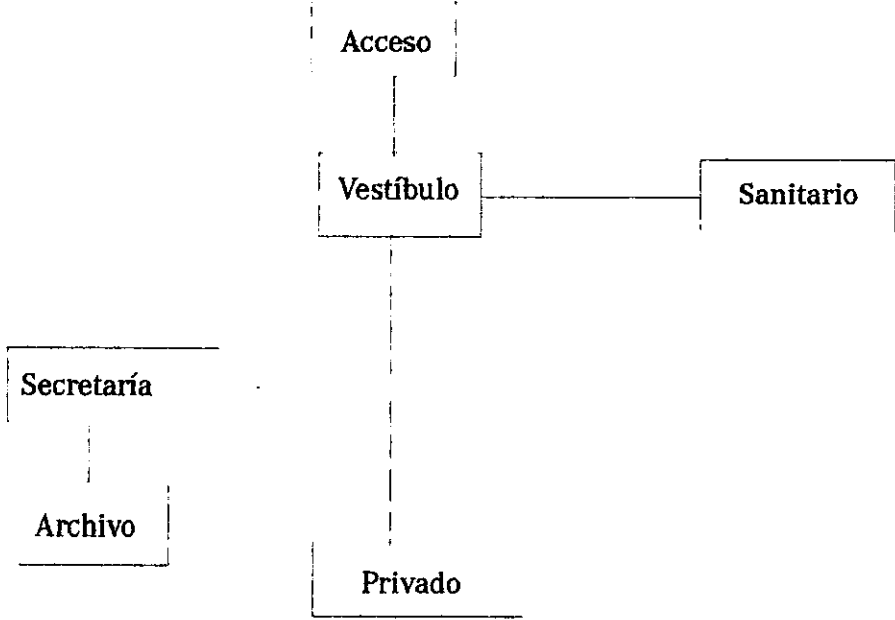 Acceso
Vestíbulo
Sanitario
Secretaría
Archivo
Privado